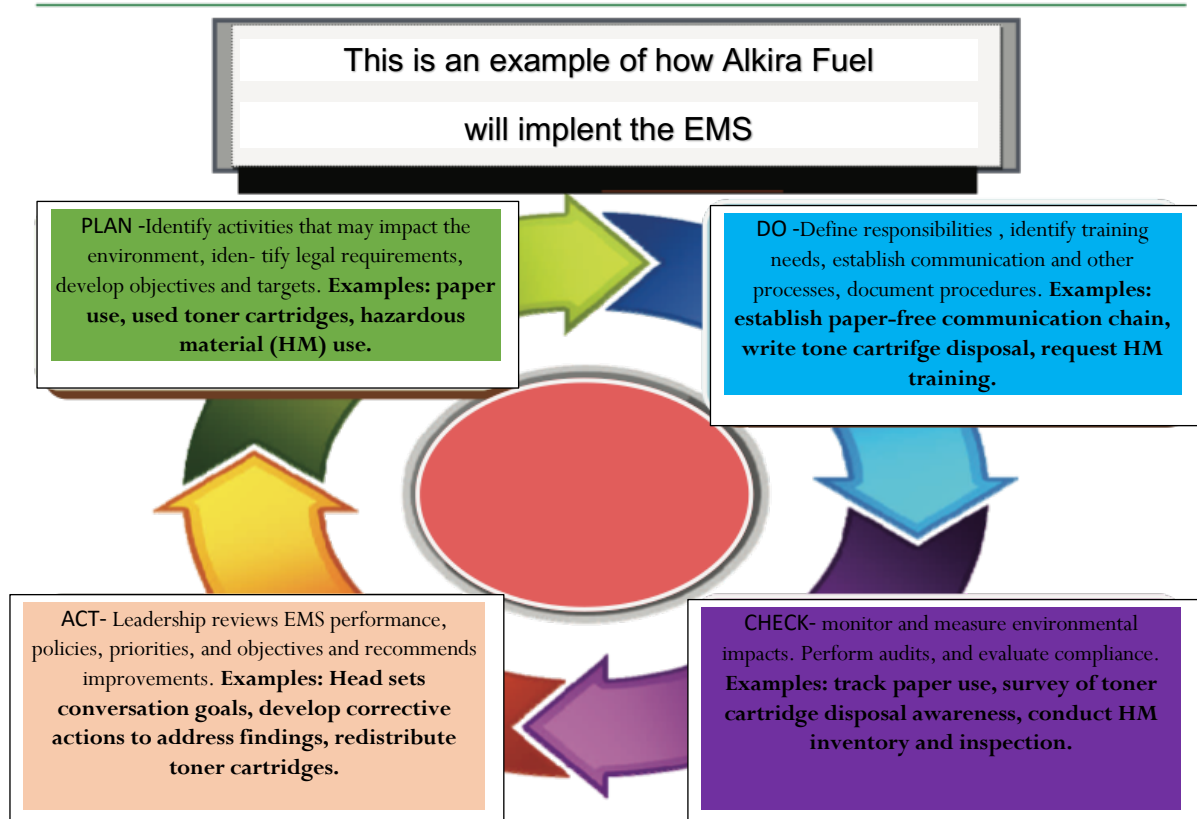 This is an example of how Alkira Fuel
will implent the EMS
PLAN -Identify activities that may impact the
environment, iden- tify legal requirements,
develop objectives and targets. Examples: paper
use, used toner cartridges, hazardous
material (HM) use.
DO -Define responsibilities , identify training
needs, establish communication and other
processes, document procedures. Examples:
establish paper-free communication chain,
write tone cartrifge disposal, request HM
training.
ACT- Leadership reviews EMS performance,
policies, priorities, and objectives and recommends
improvements. Examples: Head sets
conversation goals, develop corrective
actions to address findings, redistribute
toner cartridges.
CHECK- monitor and measure environmental
impacts. Perform audits, and evaluate compliance.
Examples: track paper use, survey of toner
cartridge disposal awareness, conduct HM
inventory and inspection.